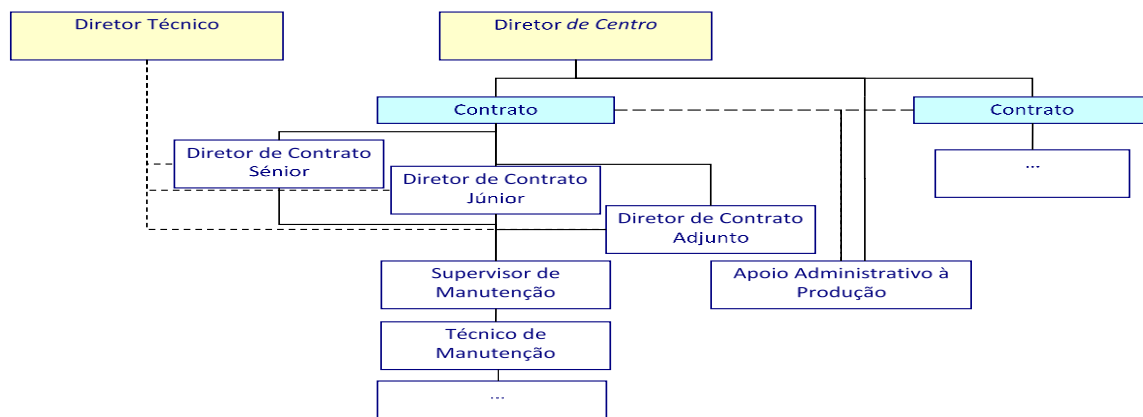 Diretor Técnico
Diretor de Centro
Contrato
Contrato
Diretor de Contrato
Sénior
Diretor de Contrato
Júnior
...
Diretor de Contrato
Adjunto
Supervisor de
Manutenção
Apoio Administrativo à
Produção
Técnico de
Manutenção
...